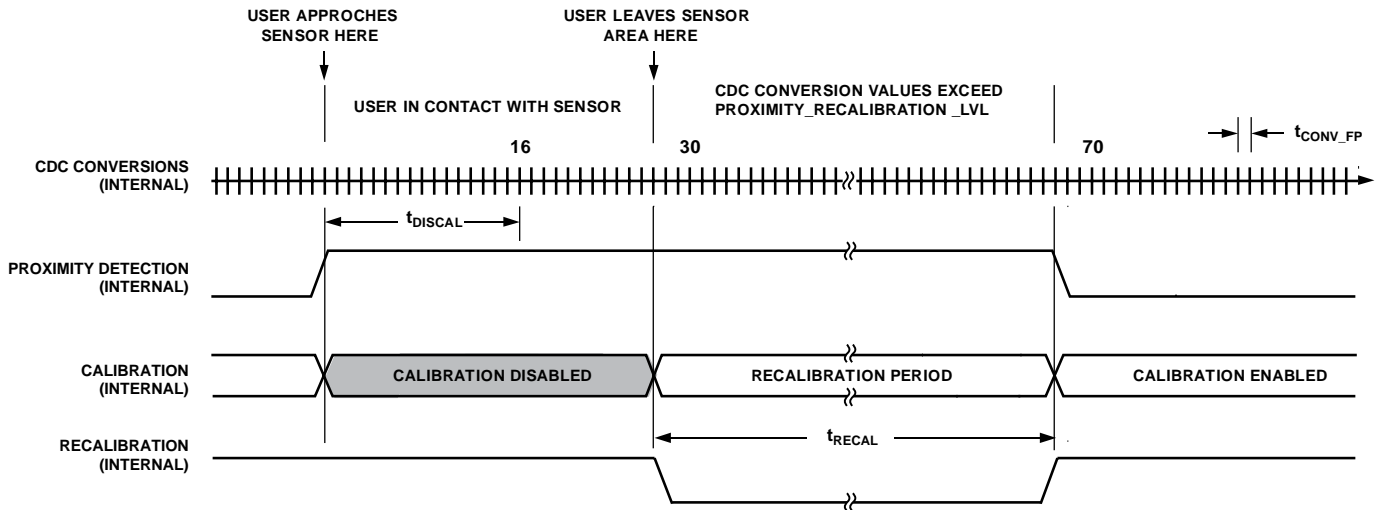 USER APPROCHES
SENSOR HERE
USER LEAVES SENSOR
AREA HERE
USER IN CONTACT WITH SENSOR
CDC CONVERSION VALUES EXCEED
PROXIMITY_RECALIBRATION _LVL
16
30
70
tCONV_FP
CDC CONVERSIONS
(INTERNAL)
tDISCAL
PROXIMITY DETECTION
(INTERNAL)
CALIBRATION
(INTERNAL)
CALIBRATION DISABLED
RECALIBRATION PERIOD
CALIBRATION ENABLED
RECALIBRATION
(INTERNAL)
tRECAL